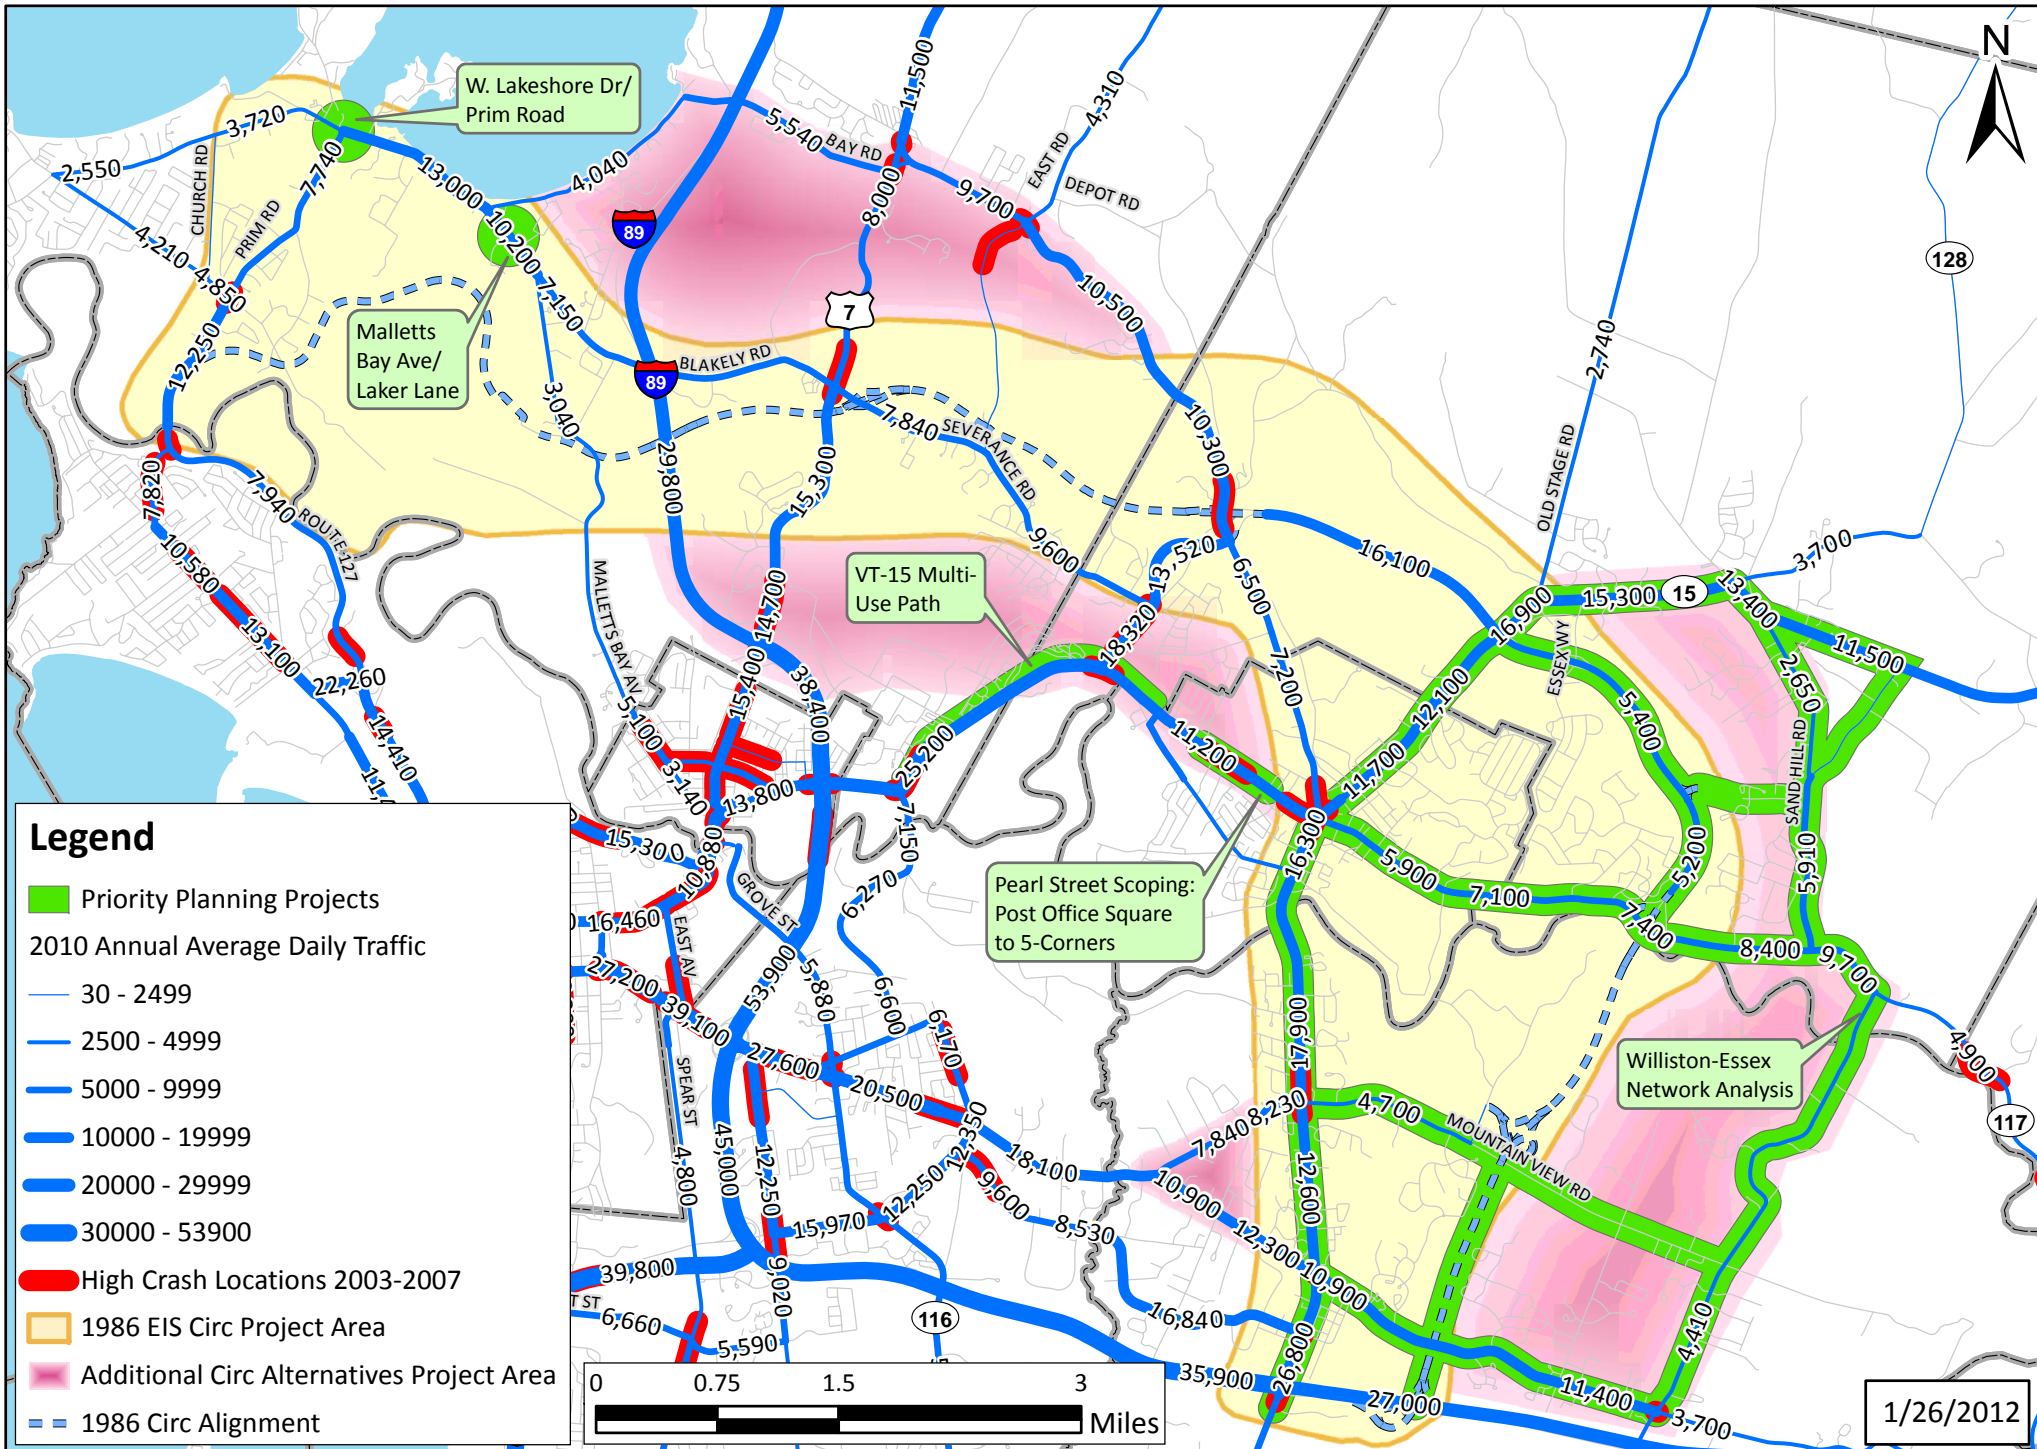 N
W. Lakeshore Dr/
Prim Road
11,500
4,310
3,720
5,540
BAY RD
EAST RD
DEPOT RD
2,550
7,740
13,000
4,040
8,000
9,700
CHURCH RD
PRIM RD
10,200
89
128
4,210
4,850
7,150
7
10,500
Malletts
Bay Ave/
Laker Lane
12,250
BLAKELY RD
89
2,740
3,040
7,840
SEVERANCE RD
10,300
29,800
15,300
OLD STAGE RD
7,820
7,940
ROUTE 127
9,600
13,520
16,100
3,700
10,580
VT-15 Multi-
Use Path
6,500
MALLETTS BAY AV
14,700
18,320
16,900
15,300
15
13,400
13,100
22,260
15,400
38,400
7,200
ESSEX WY
11,500
2,650
14,410
5,100
12,100
5,400
SAND HILL RD
11,4
3,140
13,800
25,200
11,200
11,700
7,150
15,300
10,880
16,300
5,900
5,200
5,910
GROVE ST
6,270
7,100
Pearl Street Scoping:
Post Office Square
to 5-Corners
0
16,460
EAST AV
7,400
8,400
9,700
27,200
39,100
53,900
5,880
6,600
6,170
17,900
4,900
Williston-Essex
Network Analysis
27,600
20,500
SPEAR ST
4,700
8,230
7,840
MOUNTAIN VIEW RD
117
45,000
12,350
18,100
4,800
12,250
12,250
9,600
10,900
12,600
15,970
8,530
12,300
39,800
9,020
10,900
T ST
6,660
5,590
116
16,840
26,800
4,410
35,900
27,000
11,400
3,700
Legend
Priority Planning Projects
2010 Annual Average Daily Traffic
30 - 2499
2500 - 4999
5000 - 9999
10000 - 19999
20000 - 29999
30000 - 53900
High Crash Locations 2003-2007
1986 EIS Circ Project Area
Additional Circ Alternatives Project Area
1986 Circ Alignment
0 0.75 1.5 3
Miles
1/26/2012